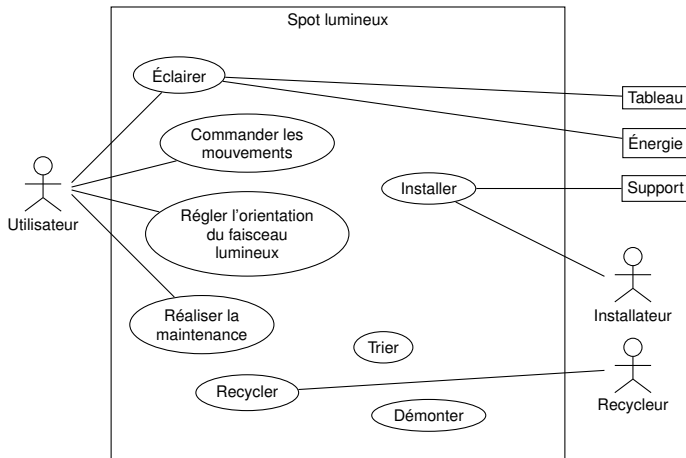 Spot lumineux
Éclairer
Tableau
Énergie
Commander les
mouvements
Installer
Support
Utilisateur
Régler l'orientation
du faisceau
lumineux
Réaliser la
maintenance
Installateur
Trier
Recycler
Démonter
Recycleur